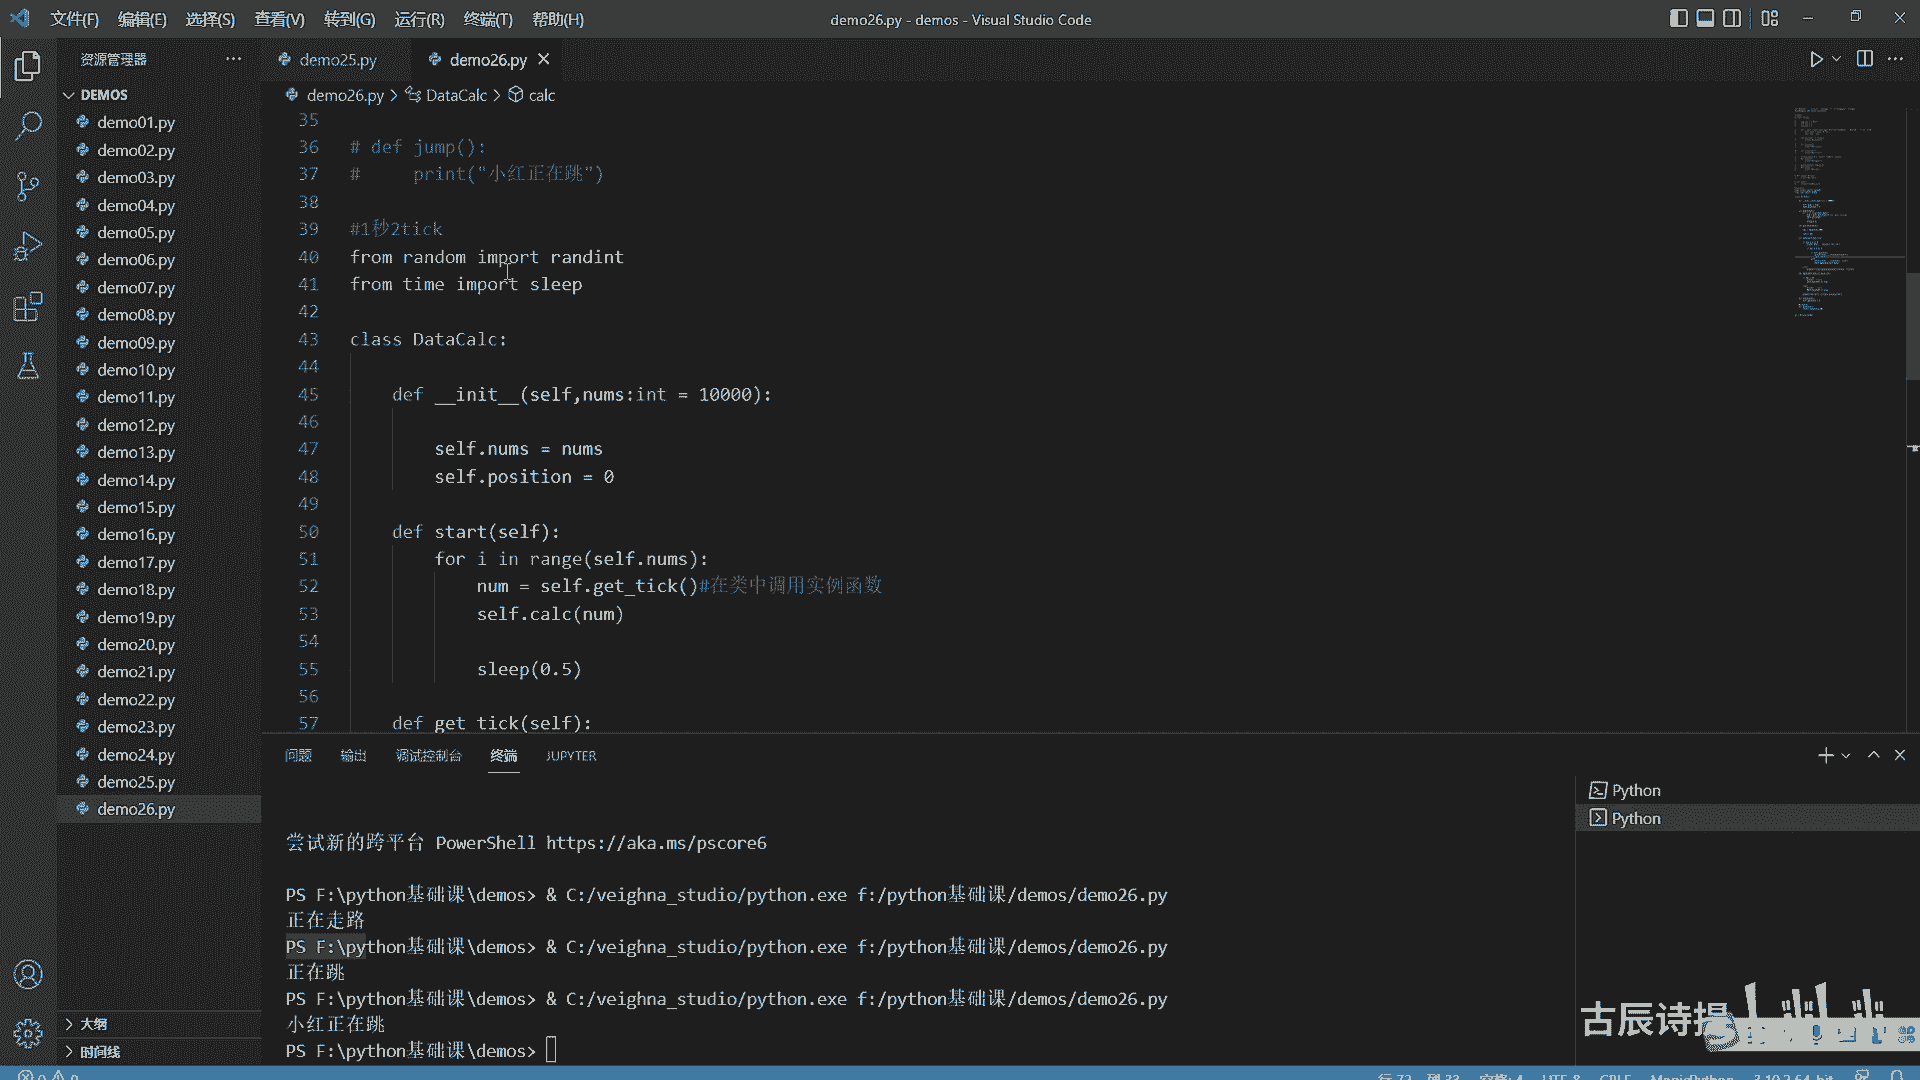 文件(F) 编辑(E) 选择(S) 查看(V) 转到(G) 运行(R) 终端(T) 帮助(H) demo26.py - demos - Visual Studio Code
资源管理器
DEMOS
demo01.py
demo02.py
demo03.py
demo04.py
demo05.py
demo06.py
demo07.py
demo08.py
demo09.py
demo10.py
demo11.py
demo12.py
demo13.py
demo14.py
demo15.py
demo16.py
demo17.py
demo18.py
demo19.py
demo20.py
demo21.py
demo22.py
demo23.py
demo24.py
demo25.py
demo26.py
大纲
时间线
demo25.py demo26.py
demo26.py > DataCalc > calc
35
36 # def jump():
37 #     print("小红正在跳")
38
39 #1秒2tick
40 from random import randint
41 from time import sleep
42
43 class DataCalc:
44
45     def __init__(self,nums:int = 10000):
46
47         self.nums = nums
48         self.position = 0
49
50     def start(self):
51         for i in range(self.nums):
52             num = self.get_tick()#在类中调用实例函数
53             self.calc(num)
54
55             sleep(0.5)
56
57     def get tick(self):
问题 输出 调试控制台 终端 JUPYTER
尝试新的跨平台 PowerShell https://aka.ms/pscore6
PS F:\python基础课\demos> & C:/veighna_studio/python.exe f:/python基础课/demos/demo26.py
正在走路
PS F:\python基础课\demos> & C:/veighna_studio/python.exe f:/python基础课/demos/demo26.py
正在跳
PS F:\python基础课\demos> & C:/veighna_studio/python.exe f:/python基础课/demos/demo26.py
小红正在跳
PS F:\python基础课\demos>
Python
Python
古辰诗提